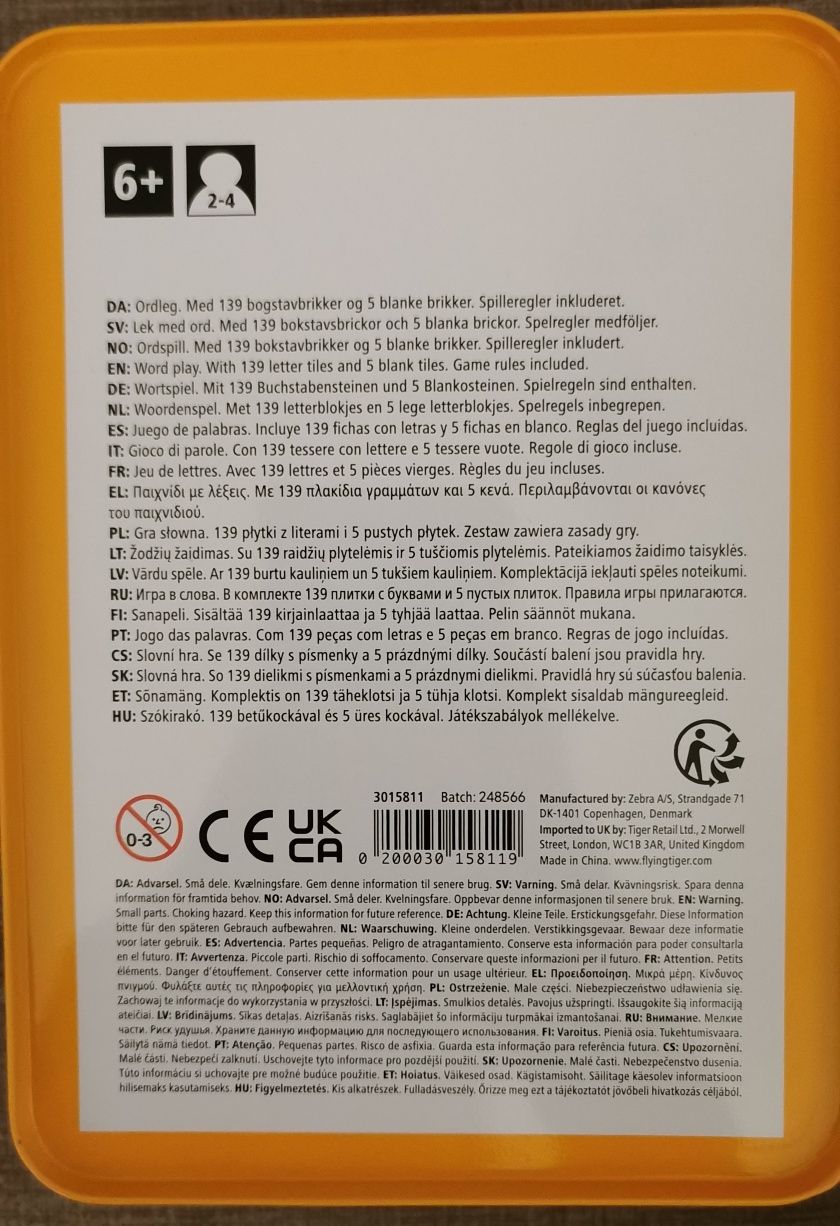 6+
2-4
DA: Ordleg. Med 139 bogstavbrikker og 5 blanke brikker. Spilleregler inkluderet.
SV: Lek med ord. Med 139 bokstavsbrickor och 5 blanka brickor. Spelregler medföljer.
NO: Ordspill. Med 139 bokstavbrikker og 5 blanke brikker. Spilleregler inkludert.
EN: Word play. With 139 letter tiles and 5 blank tiles. Game rules included.
DE: Wortspiel. Mit 139 Buchstabensteinen und 5 Blankosteinen. Spielregeln sind enthalten.
NL: Woordenspel. Met 139 letterblokjes en 5 lege letterblokjes. Spelregels inbegrepen.
ES: Juego de palabras. Incluye 139 fichas con letras y 5 fichas en blanco. Reglas del juego incluidas.
IT: Gioco di parole. Con 139 tessere con lettere e 5 tessere vuote. Regole di gioco incluse.
FR: Jeu de lettres. Avec 139 lettres et 5 pièces vierges. Règles du jeu incluses.
EL: Παιχνίδι με λέξεις. Με 139 πλακίδια γραμμάτων και 5 κενά. Περιλαμβάνονται οι κανόνες
του παιχνιδιού.
PL: Gra słowna. 139 płytki z literami i 5 pustych płytek. Zestaw zawiera zasady gry.
LT: Žodžių žaidimas. Su 139 raidžių plytelėmis ir 5 tuščiomis plytelėmis. Pateikiamos žaidimo taisyklės.
LV: Vārdu spēle. Ar 139 burtu kauliņiem un 5 tukšiem kauliņiem. Komplektācijā iekļauti spēles noteikumi.
RU: Игра в слова. В комплекте 139 плитки с буквами и 5 пустых плиток. Правила игры прилагаются.
FI: Sanapeli. Sisältää 139 kirjainlaattaa ja 5 tyhjää laattaa. Pelin säännöt mukana.
PT: Jogo das palavras. Com 139 peças com letras e 5 peças em branco. Regras de jogo incluídas.
CS: Slovní hra. Se 139 dílky s písmenky a 5 prázdnými dílky. Součástí balení jsou pravidla hry.
SK: Slovná hra. So 139 dielikmi s písmenkami a 5 prázdnymi dielikmi. Pravidlá hry sú súčasťou balenia.
ET: Sõnamäng. Komplektis on 139 täheklotsi ja 5 tühja klotsi. Komplekt sisaldab mängureegleid.
HU: Szókirakó. 139 betűkockával és 5 üres kockával. Játékszabályok mellékelve.
0-3
CE
UK
CA
3015811 Batch: 248566
0 200030 158119
Manufactured by: Zebra A/S, Strandgade 71
DK-1401 Copenhagen, Denmark
Imported to UK by: Tiger Retail Ltd., 2 Morwell
Street, London, WC1B 3AR, United Kingdom
Made in China. www.flyingtiger.com
DA: Advarsel. Små dele. Kvælningsfare. Gem denne information til senere brug. SV: Varning. Små delar. Kvävningsrisk. Spara denna
information för framtida behov. NO: Advarsel. Små deler. Kvelningsfare. Oppbevar denne informasjonen til senere bruk. EN: Warning.
Small parts. Choking hazard. Keep this information for future reference. DE: Achtung. Kleine Teile. Erstickungsgefahr. Diese Information
bitte für den späteren Gebrauch aufbewahren. NL: Waarschuwing. Kleine onderdelen. Verstikkingsgevaar. Bewaar deze informatie
voor later gebruik. ES: Advertencia. Partes pequeñas. Peligro de atragantamiento. Conserve esta información para poder consultarla
en el futuro. IT: Avvertenza. Piccole parti. Rischio di soffocamento. Conservare queste informazioni per il futuro. FR: Attention. Petits
éléments. Danger d'étouffement. Conserver cette information pour un usage ultérieur. EL: Προειδοποίηση. Μικρά μέρη. Κίνδυνος
πνιγμού. Φυλάξτε αυτές τις πληροφορίες για μελλοντική χρήση. PL: Ostrzeżenie. Małe części. Niebezpieczeństwo udławienia się.
Zachowaj te informacje do wykorzystania w przyszłości. LT: Įspėjimas. Smulkios detalės. Pavojus užspringti. Išsaugokite šią informaciją
ateičiai. LV: Brīdinājums. Sīkas detaļas. Aizrīšanās risks. Saglabājiet šo informāciju turpmākai izmantošanai. RU: Внимание. Мелкие
части. Риск удушья. Храните данную информацию для последующего использования. FI: Varoitus. Pieniä osia. Tukehtumisvaara.
Säilytä nämä tiedot. PT: Atenção. Pequenas partes. Risco de asfixia. Guarda esta informação para referência futura. CS: Upozornění.
Malé části. Nebezpečí zalknutí. Uschovejte tyto informace pro pozdější použití. SK: Upozornenie. Malé časti. Nebezpečenstvo dusenia.
Túto informáciu si uchovajte pre možné budúce použitie. ET: Hoiatus. Väikesed osad. Kägistamisoht. Säilitage käesolev informatsioon
hilisemaks kasutamiseks. HU: Figyelmeztetés. Kis alkatrészek. Fulladásveszély. Őrizze meg ezt a tájékoztatót jövőbeli hivatkozás céljából.